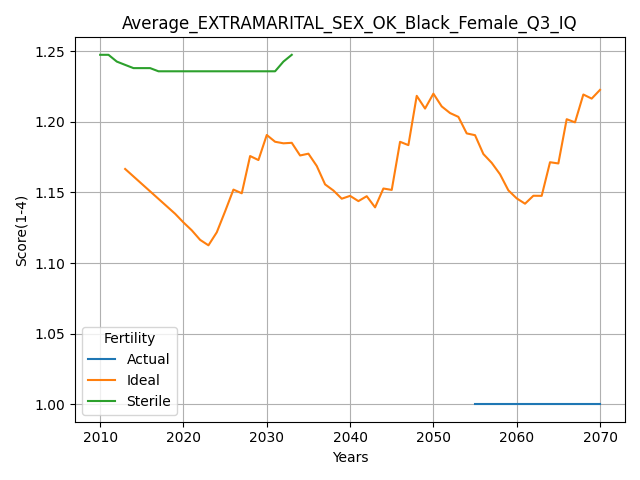 Average_EXTRAMARITAL_SEX_OK_Black_Female_Q3_IQ
Score(1-4)
1.25
1.20
1.15
1.10
1.05
1.00
Fertility
Actual
Ideal
Sterile
2010 2020 2030 2040 2050 2060 2070
Years